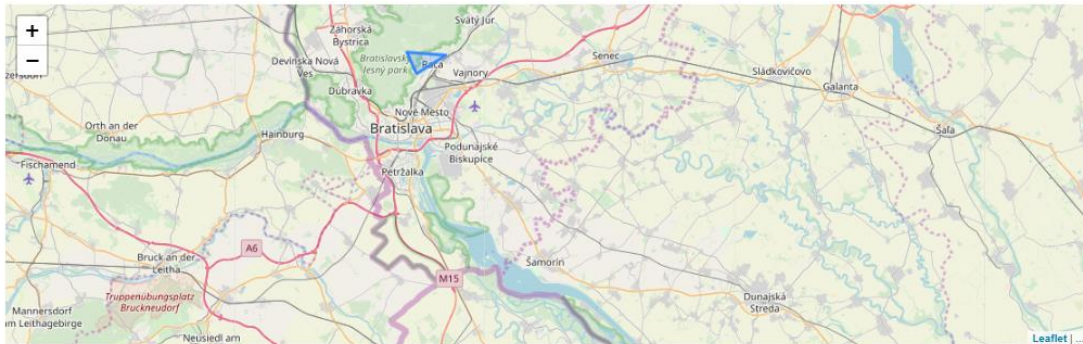 +
−
Svätý Jur
Záhorská
Bystrica
Bratislavský
lesný park
Rača
Devínska Nová
Ves
Vajnory
Senec
Sládkovičovo
Galanta
Dúbravka
Nové Mesto
Orth an der
Donau
Hainburg
Bratislava
Šaľa
Podunajské
Biskupice
Fischamend
Petržalka
A6
Bruck an der
Leitha
M15
Šamorín
Truppenübungsplatz
Bruckneudorf
Dunajská
Streda
Mannersdorf
am Leithagebirge
Neusiedl am
Leaflet | ...